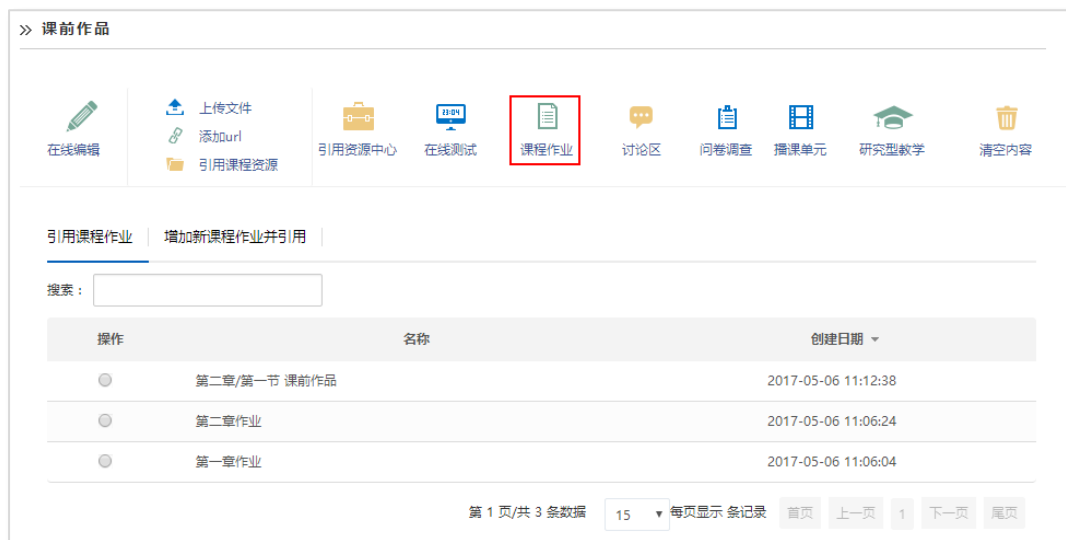 » 课前作品
在线编辑
上传文件
添加url
引用课程资源
引用资源中心
23:04
在线测试
课程作业
讨论区
问卷调查
播课单元
研究型教学
清空内容
引用课程作业 增加新课程作业并引用
搜素：
操作 名称 创建日期
第二章/第一节 课前作品 2017-05-06 11:12:38
第二章作业 2017-05-06 11:06:24
第一章作业 2017-05-06 11:06:04
第 1 页/共 3 条数据 15 每页显示 条记录 首页 上一页 1 下一页 尾页